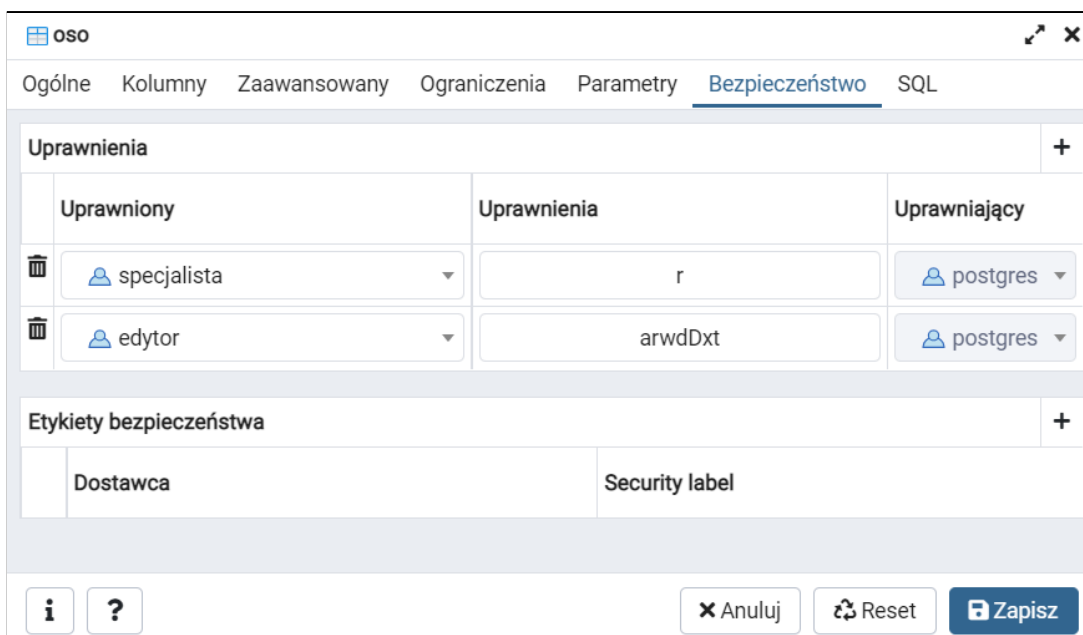 oso
Ogólne Kolumny Zaawansowany Ograniczenia Parametry Bezpieczeństwo SQL
Uprawnienia
Uprawniony Uprawnienia Uprawniający
specjalista r postgres
edytor arwdDxt postgres
Etykiety bezpieczeństwa
Dostawca Security label
i ? Anuluj Reset Zapisz